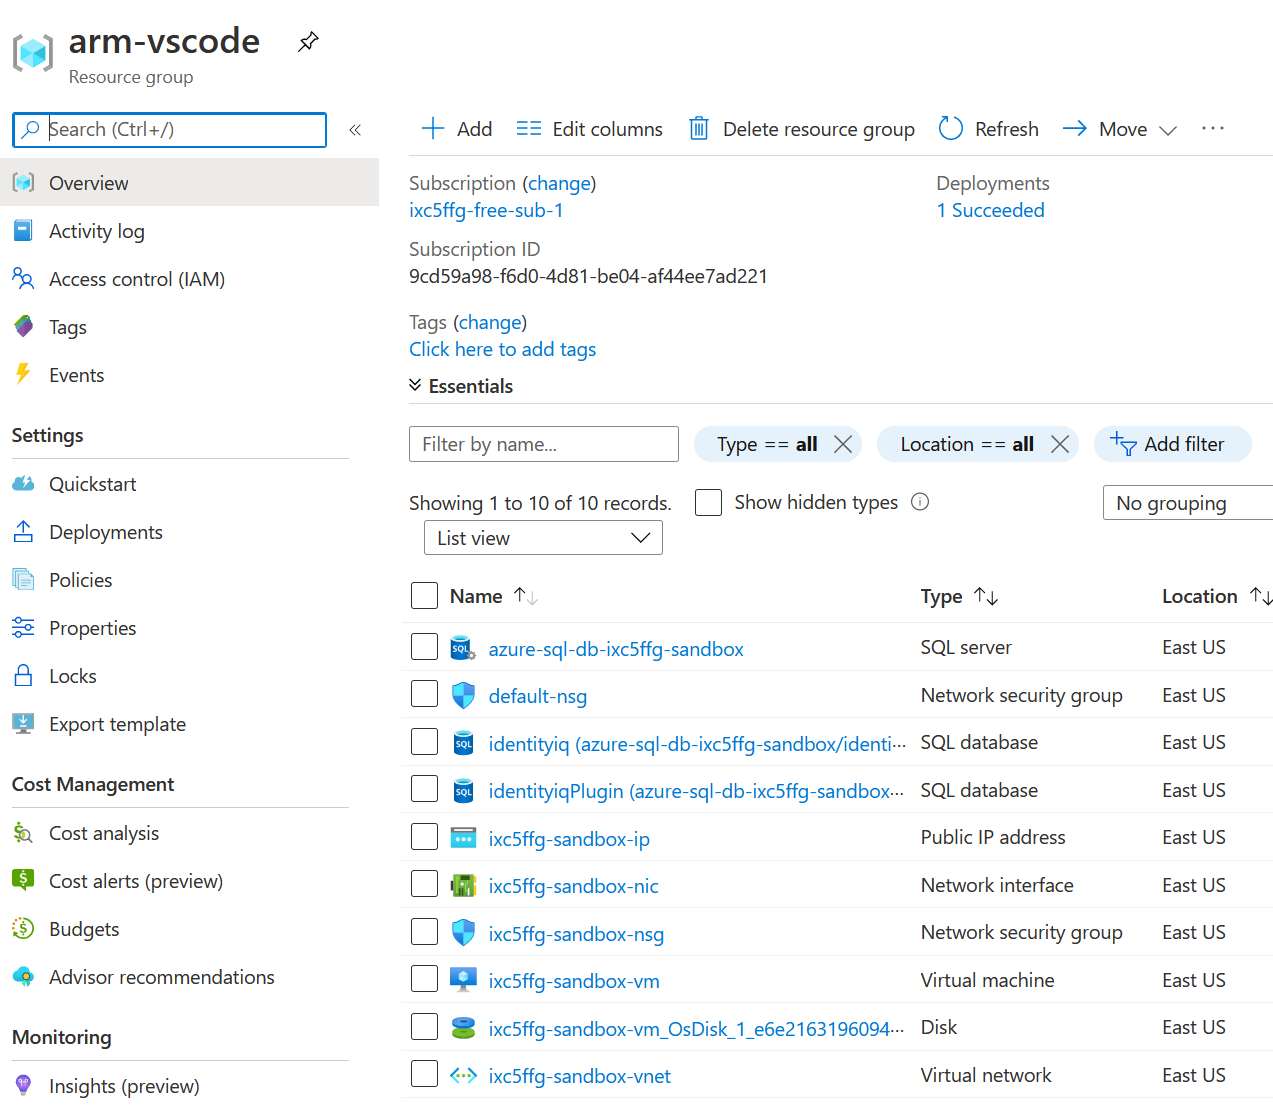 arm-vscode
Resource group
Search (Ctrl+/)
«
Overview
Activity log
Access control (IAM)
Tags
Events
Settings
Quickstart
Deployments
Policies
Properties
Locks
Export template
Cost Management
Cost analysis
Cost alerts (preview)
Budgets
Advisor recommendations
Monitoring
Insights (preview)
Add Edit columns Delete resource group Refresh Move ···
Subscription (change)
ixc5ffg-free-sub-1
Deployments
1 Succeeded
Subscription ID
9cd59a98-f6d0-4d81-be04-af44ee7ad221
Tags (change)
Click here to add tags
Essentials
Filter by name... Type == all Location == all Add filter
Showing 1 to 10 of 10 records. Show hidden types No grouping
List view
Name Type Location
azure-sql-db-ixc5ffg-sandbox SQL server East US
default-nsg Network security group East US
identityiq (azure-sql-db-ixc5ffg-sandbox/identi··· SQL database East US
identityiqPlugin (azure-sql-db-ixc5ffg-sandbox··· SQL database East US
ixc5ffg-sandbox-ip Public IP address East US
ixc5ffg-sandbox-nic Network interface East US
ixc5ffg-sandbox-nsg Network security group East US
ixc5ffg-sandbox-vm Virtual machine East US
ixc5ffg-sandbox-vm_OsDisk_1_e6e2163196094··· Disk East US
ixc5ffg-sandbox-vnet Virtual network East US